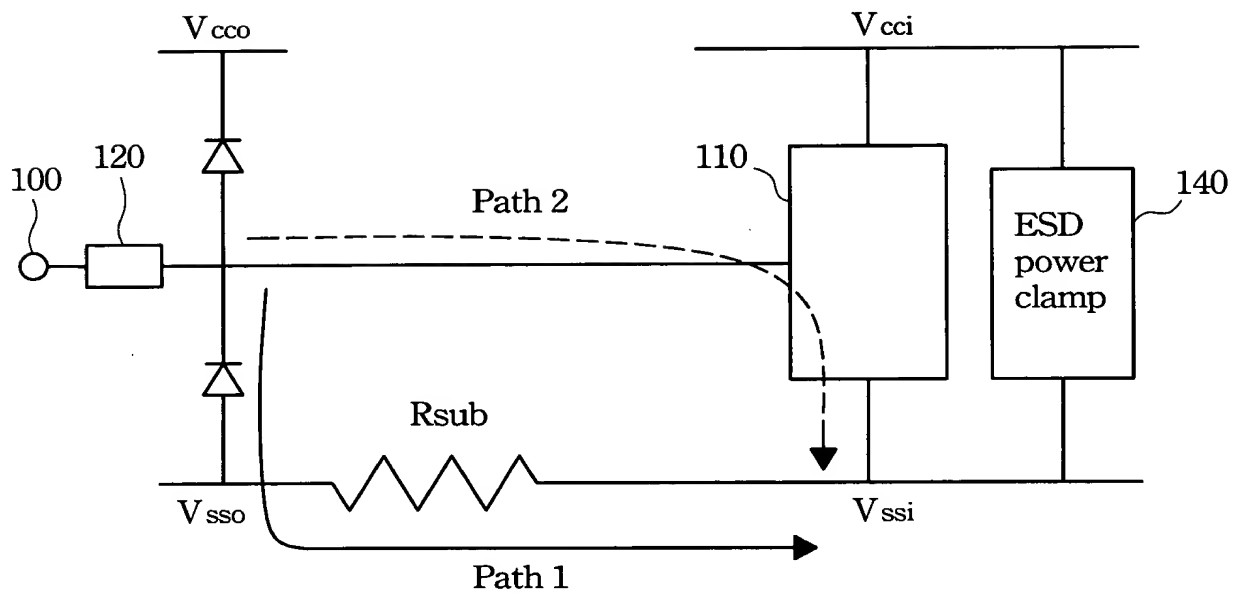 Vcco
Vcci
100
120
110
140
Path 2
ESD
power
clamp
Rsub
Vsso
Vssi
Path 1